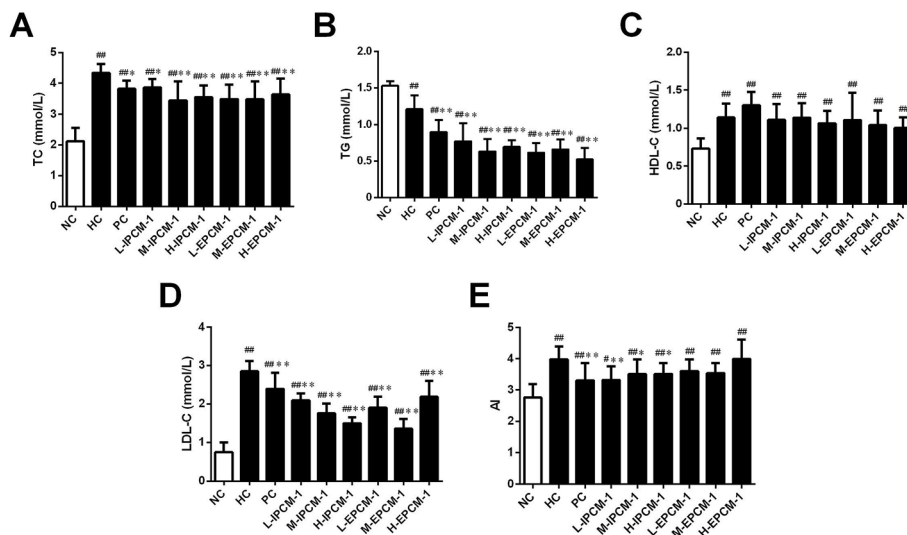 A
TC (mmol/L)
5
4
3
2
1
0
##
##*
##*
##**
##**
##**
##**
##**
NC
HC
PC
L-IPCM-1
M-IPCM-1
H-IPCM-1
L-EPCM-1
M-EPCM-1
H-EPCM-1
B
TG (mmol/L)
2.0
1.5
1.0
0.5
0.0
##
##**
##**
##**
##**
##**
##**
##**
NC
HC
PC
L-IPCM-1
M-IPCM-1
H-IPCM-1
L-EPCM-1
M-EPCM-1
H-EPCM-1
C
HDL-C (mmol/L)
2.0
1.5
1.0
0.5
0.0
##
##
##
##
##
##
##
##
NC
HC
PC
L-IPCM-1
M-IPCM-1
H-IPCM-1
L-EPCM-1
M-EPCM-1
H-EPCM-1
D
LDL-C (mmol/L)
4
3
2
1
0
##
##**
##**
##**
##**
##**
##**
##**
NC
HC
PC
L-IPCM-1
M-IPCM-1
H-IPCM-1
L-EPCM-1
M-EPCM-1
H-EPCM-1
E
AI
5
4
3
2
1
0
##
##**
#***
##*
##*
##
##
##
NC
HC
PC
L-IPCM-1
M-IPCM-1
H-IPCM-1
L-EPCM-1
M-EPCM-1
H-EPCM-1